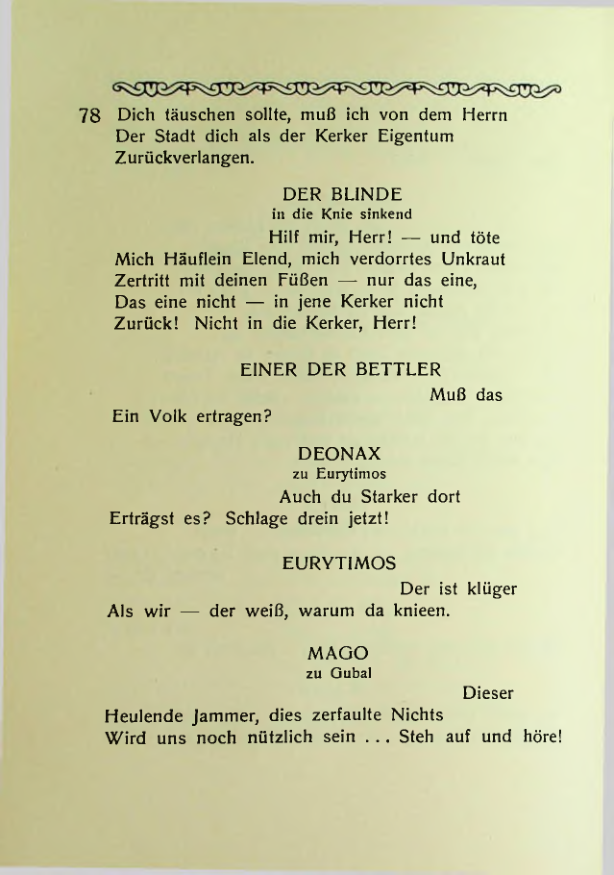 78 Dich täuschen sollte, muß ich von dem Herrn
Der Stadt dich als der Kerker Eigentum
Zurückverlangen.
DER BLINDE
in die Knie sinkend
Hilf mir, Herr! — und töte
Mich Häuflein Elend, mich verdorrtes Unkraut
Zertritt mit deinen Füßen — nur das eine,
Das eine nicht — in jene Kerker nicht
Zurück! Nicht in die Kerker, Herr!
EINER DER BETTLER
Muß das
Ein Volk ertragen?
DEONAX
zu Eurytimos
Auch du Starker dort
Erträgst es? Schlage drein jetzt!
EURYTIMOS
Der ist klüger
Als wir — der weiß, warum da knieen.
MAGO
zu Gubal
Dieser
Heulende Jammer, dies zerfaulte Nichts
Wird uns noch nützlich sein ... Steh auf und höre!